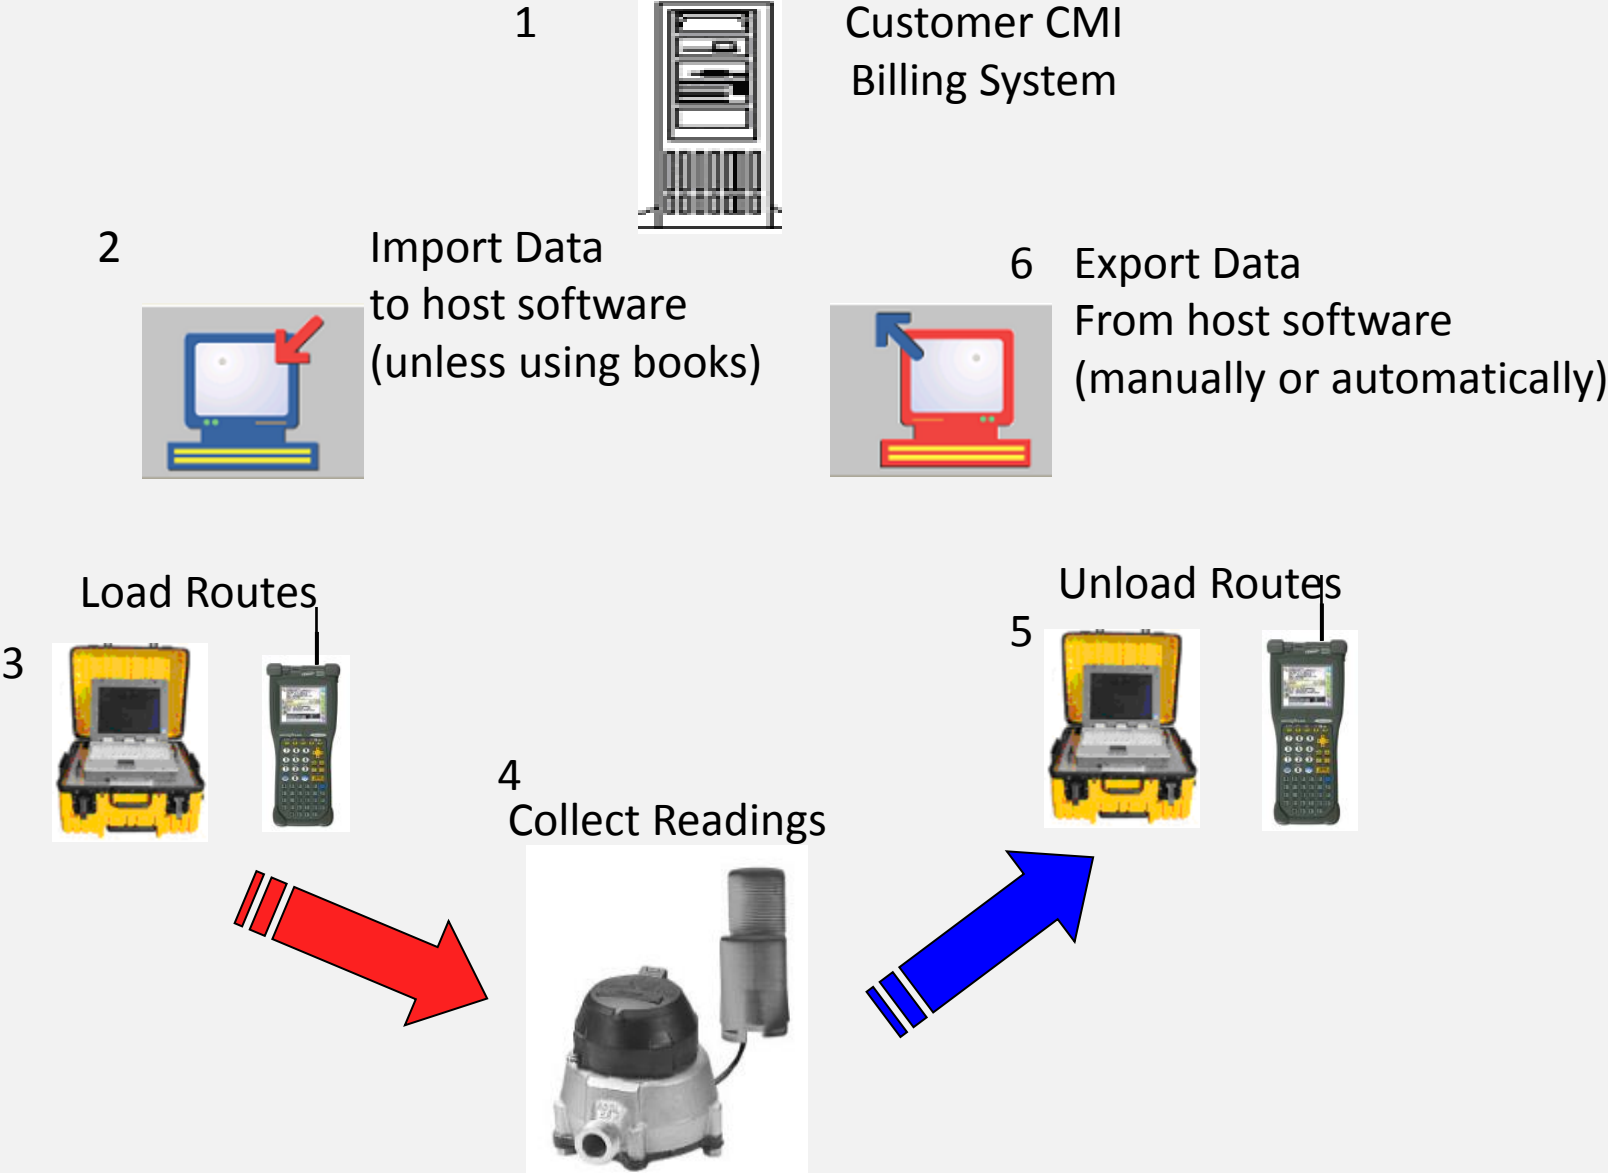 1
Customer CMI
Billing System
2
Import Data
to host software
(unless using books)
6
Export Data
From host software
(manually or automatically)
Load Routes
3
Unload Routes
5
4
Collect Readings